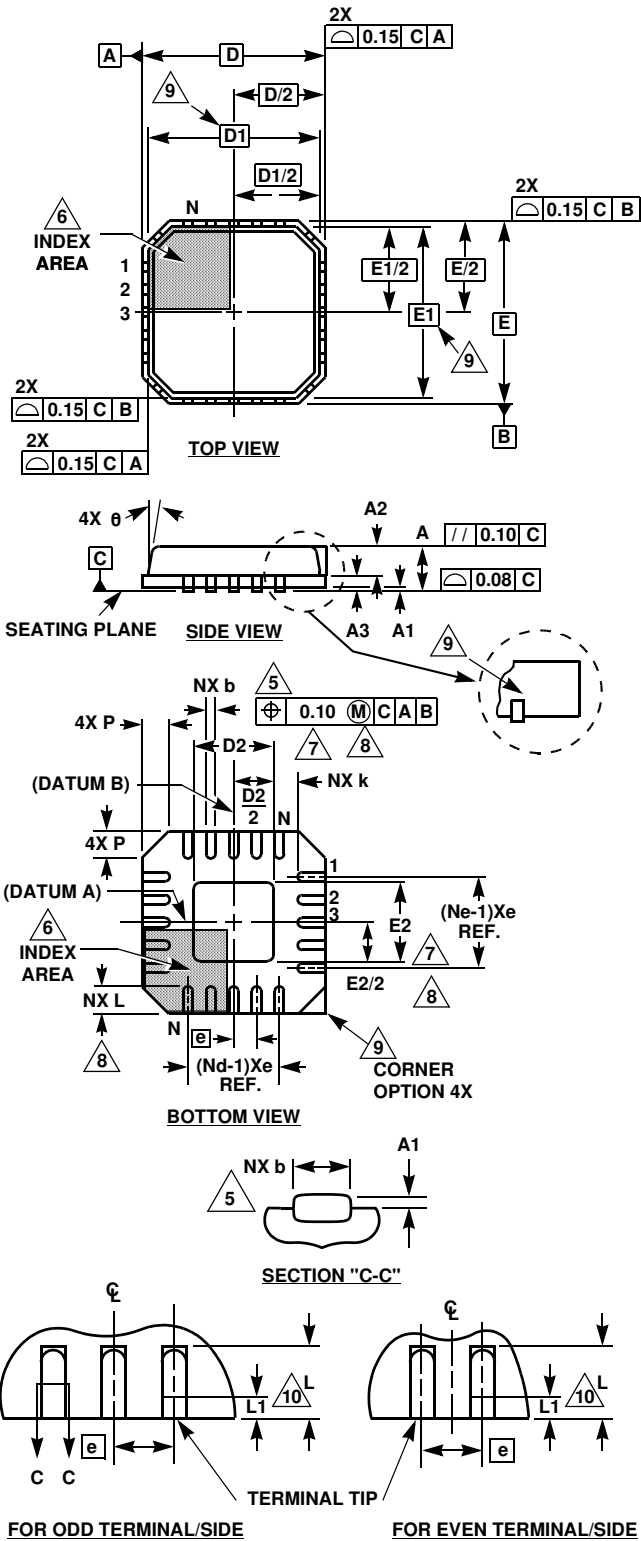 2X
0.15 C A
A
D
9
D/2
D1
D1/2
2X
0.15 C B
6
INDEX
AREA
N
1
2
3
E1/2
E/2
E1
E
9
2X
0.15 C B
2X
0.15 C A
TOP VIEW
B
4X θ
A2
A
// 0.10 C
C
0.08 C
SEATING PLANE
SIDE VIEW
A3
A1
9
NX b
5
0.10 M C A B
4X P
D2
7
8
(DATUM B)
D2
2
N
NX k
4X P
1
(DATUM A)
2
3
E2
(Ne-1)Xe
REF.
6
INDEX
AREA
7
E2/2
NX L
8
8
N
e
9
(Nd-1)Xe
REF.
CORNER
OPTION 4X
BOTTOM VIEW
A1
NX b
5
SECTION "C-C"
C L
C L
L
10
L1
L
10
L1
e
e
C C
TERMINAL TIP
FOR ODD TERMINAL/SIDE
FOR EVEN TERMINAL/SIDE